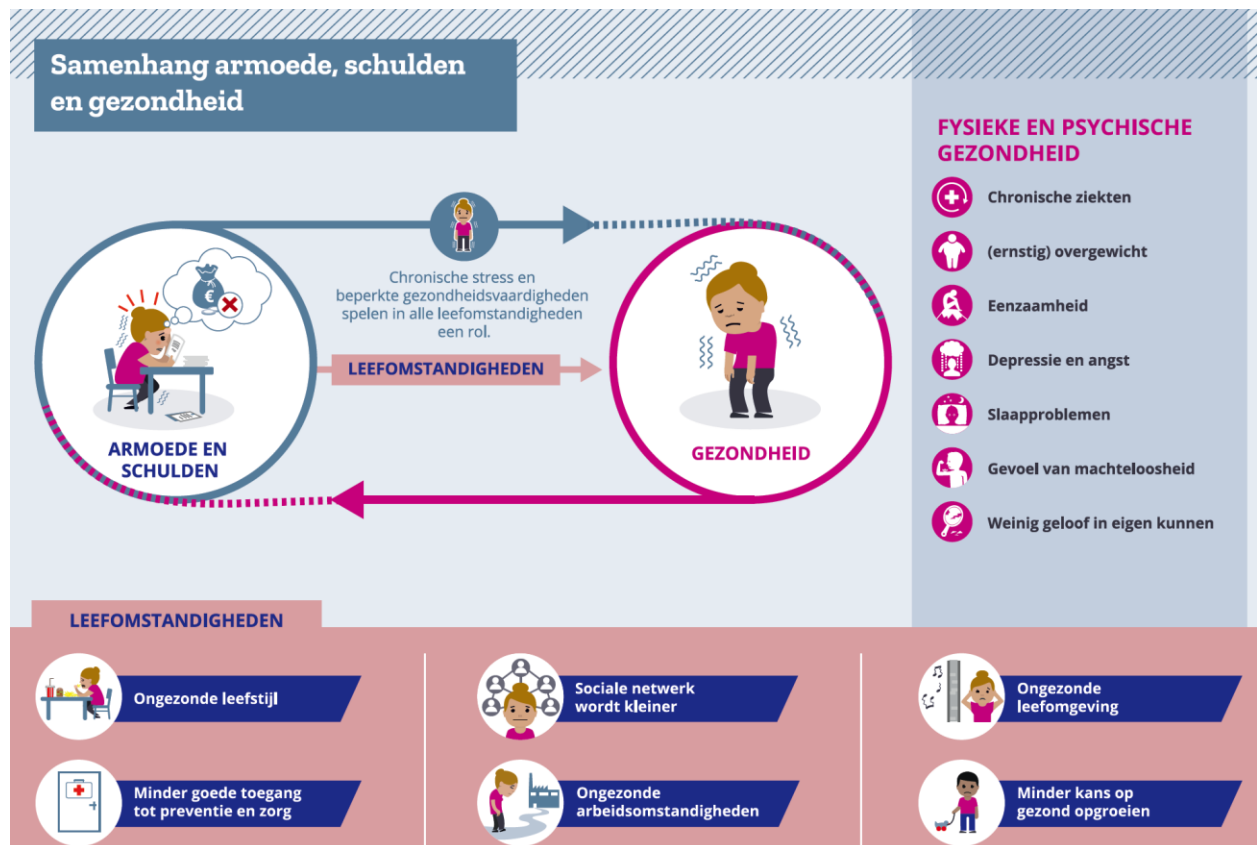 Samenhang armoede, schulden
en gezondheid
Chronische stress en
beperkte gezondheidsvaardigheden
spelen in alle leefomstandigheden
een rol.
LEEFOMSTANDIGHEDEN
€
ARMOEDE EN
SCHULDEN
GEZONDHEID
FYSIEKE EN PSYCHISCHE
GEZONDHEID
Chronische ziekten
(ernstig) overgewicht
Eenzaamheid
Depressie en angst
Slaapproblemen
Gevoel van machteloosheid
Weinig geloof in eigen kunnen
LEEFOMSTANDIGHEDEN
Ongezonde leefstijl
Sociale netwerk
wordt kleiner
Ongezonde
leefomgeving
Minder goede toegang
tot preventie en zorg
Ongezonde
arbeidsomstandigheden
Minder kans op
gezond opgroeien